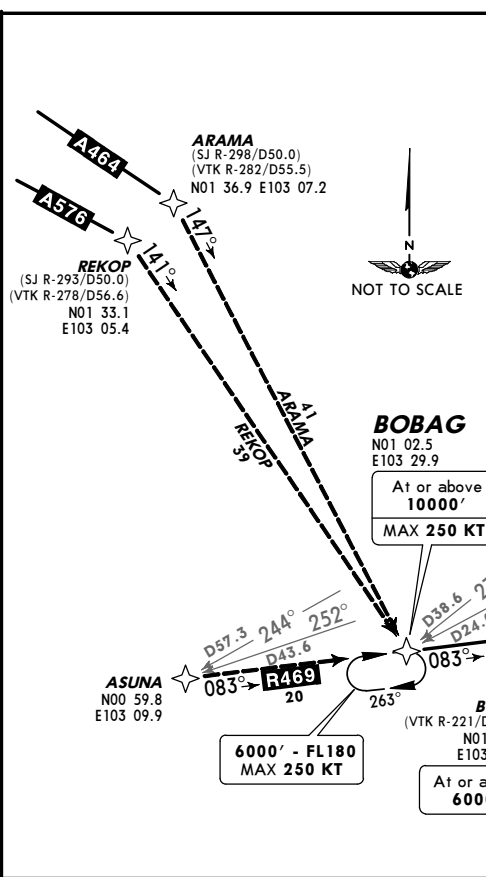 A464
ARAMA
(SJ R-298/D50.0)
(VTK R-282/D55.5)
N01 36.9 E103 07.2
A576
147°
141°
REKOP
(SJ R-293/D50.0)
(VTK R-278/D56.6)
N01 33.1
E103 05.4
N
NOT TO SCALE
41
ARAMA
REKOP
39
BOBAG
N01 02.5
E103 29.9
At or above
10000'
MAX 250 KT
D57.3 244°
252°
D43.6
D38.6
D24.
ASUNA
N00 59.8
E103 09.9
083°
R469
20
263°
083°
6000' - FL180
MAX 250 KT
B
(VTK R-221/D
N01
E103
At or a
600